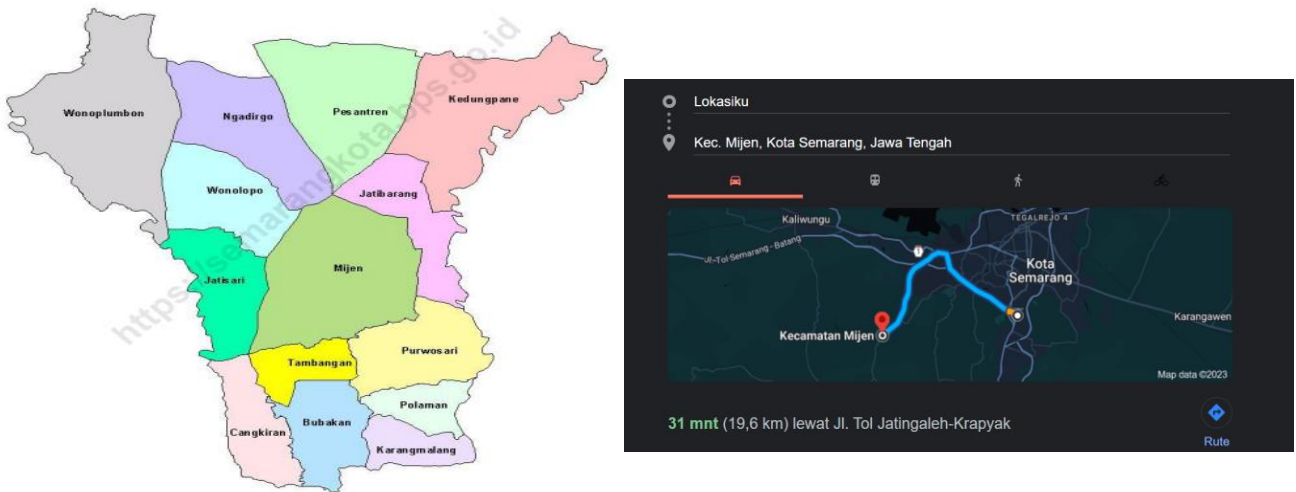 https://semarangkota.bps.go.id
Wonoplumbon
Ngadirgo
Pesantren
Kedungpane
Wonolopo
Jatibarang
Jatisari
Mijen
Tambangan
Purwosari
Cangkiran
Bubakan
Polaman
Karangmalang
Lokasiku
Kec. Mijen, Kota Semarang, Jawa Tengah
Kaliwungu
TEGALREJO 4
Jl-Tol Semarang - Batang
Kota
Semarang
Karangawen
Kecamatan Mijen
Map data ©2023
31 mnt (19,6 km) lewat Jl. Tol Jatingaleh-Krapyak
Rute